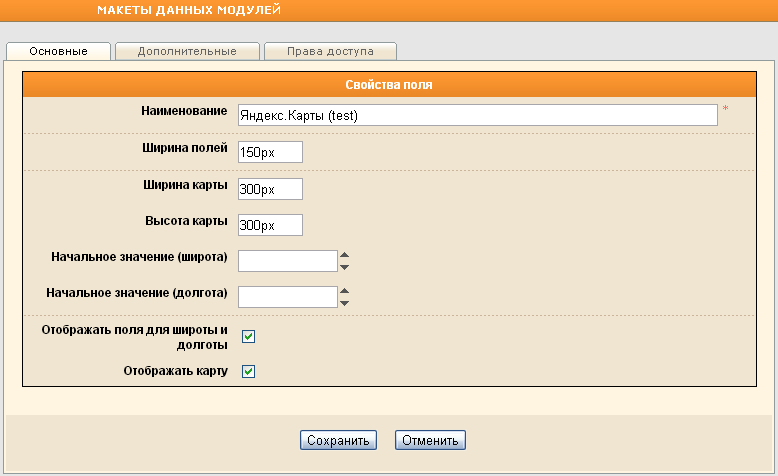 МАКЕТЫ ДАННЫХ МОДУЛЕЙ
Основные
Дополнительные
Права доступа
Свойства поля
Наименование
Яндекс.Карты (test)
*
Ширина полей
150px
Ширина карты
300px
Высота карты
300px
Начальное значение (широта)
Начальное значение (долгота)
Отображать поля для широты и
долготы
Отображать карту
Сохранить
Отменить